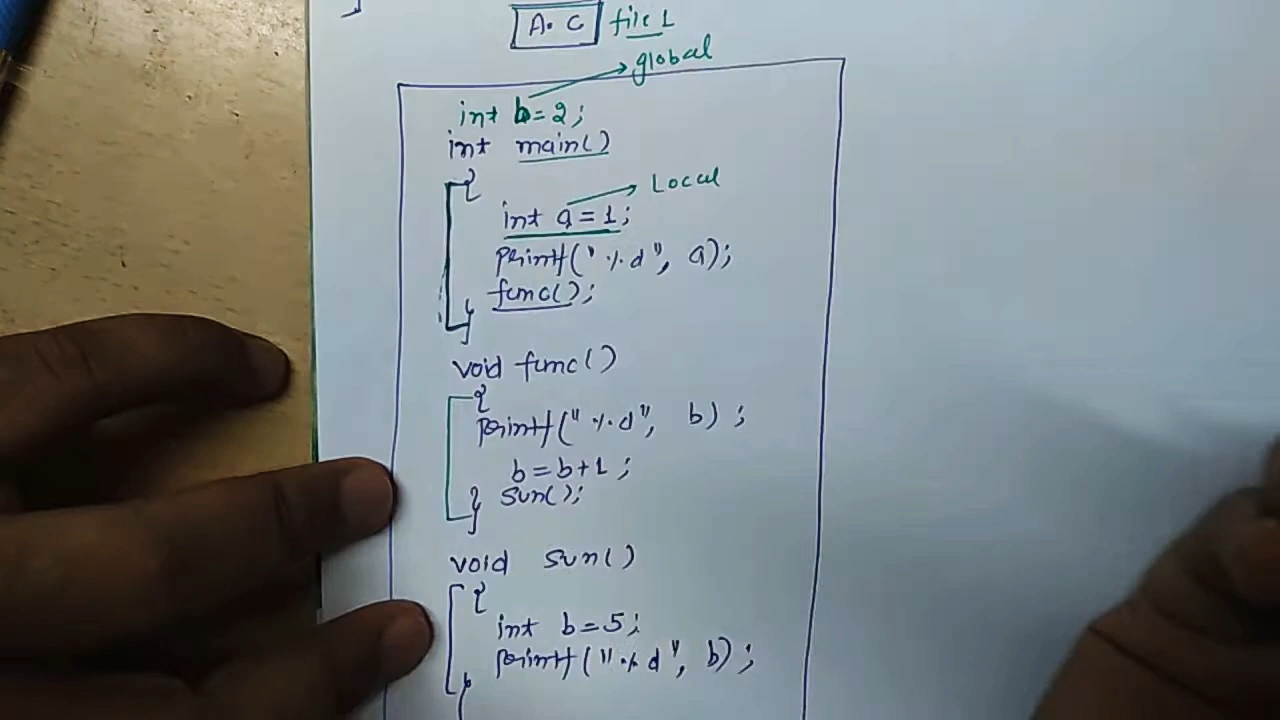 A.C file1
global
int b=2;
int main()
{
Local
int a=1;
printf("%d", a);
func();
}
void func()
{
printf("%d", b);
b=b+1;
sun();
}
void sun()
{
int b=5;
printf("%d", b);
}